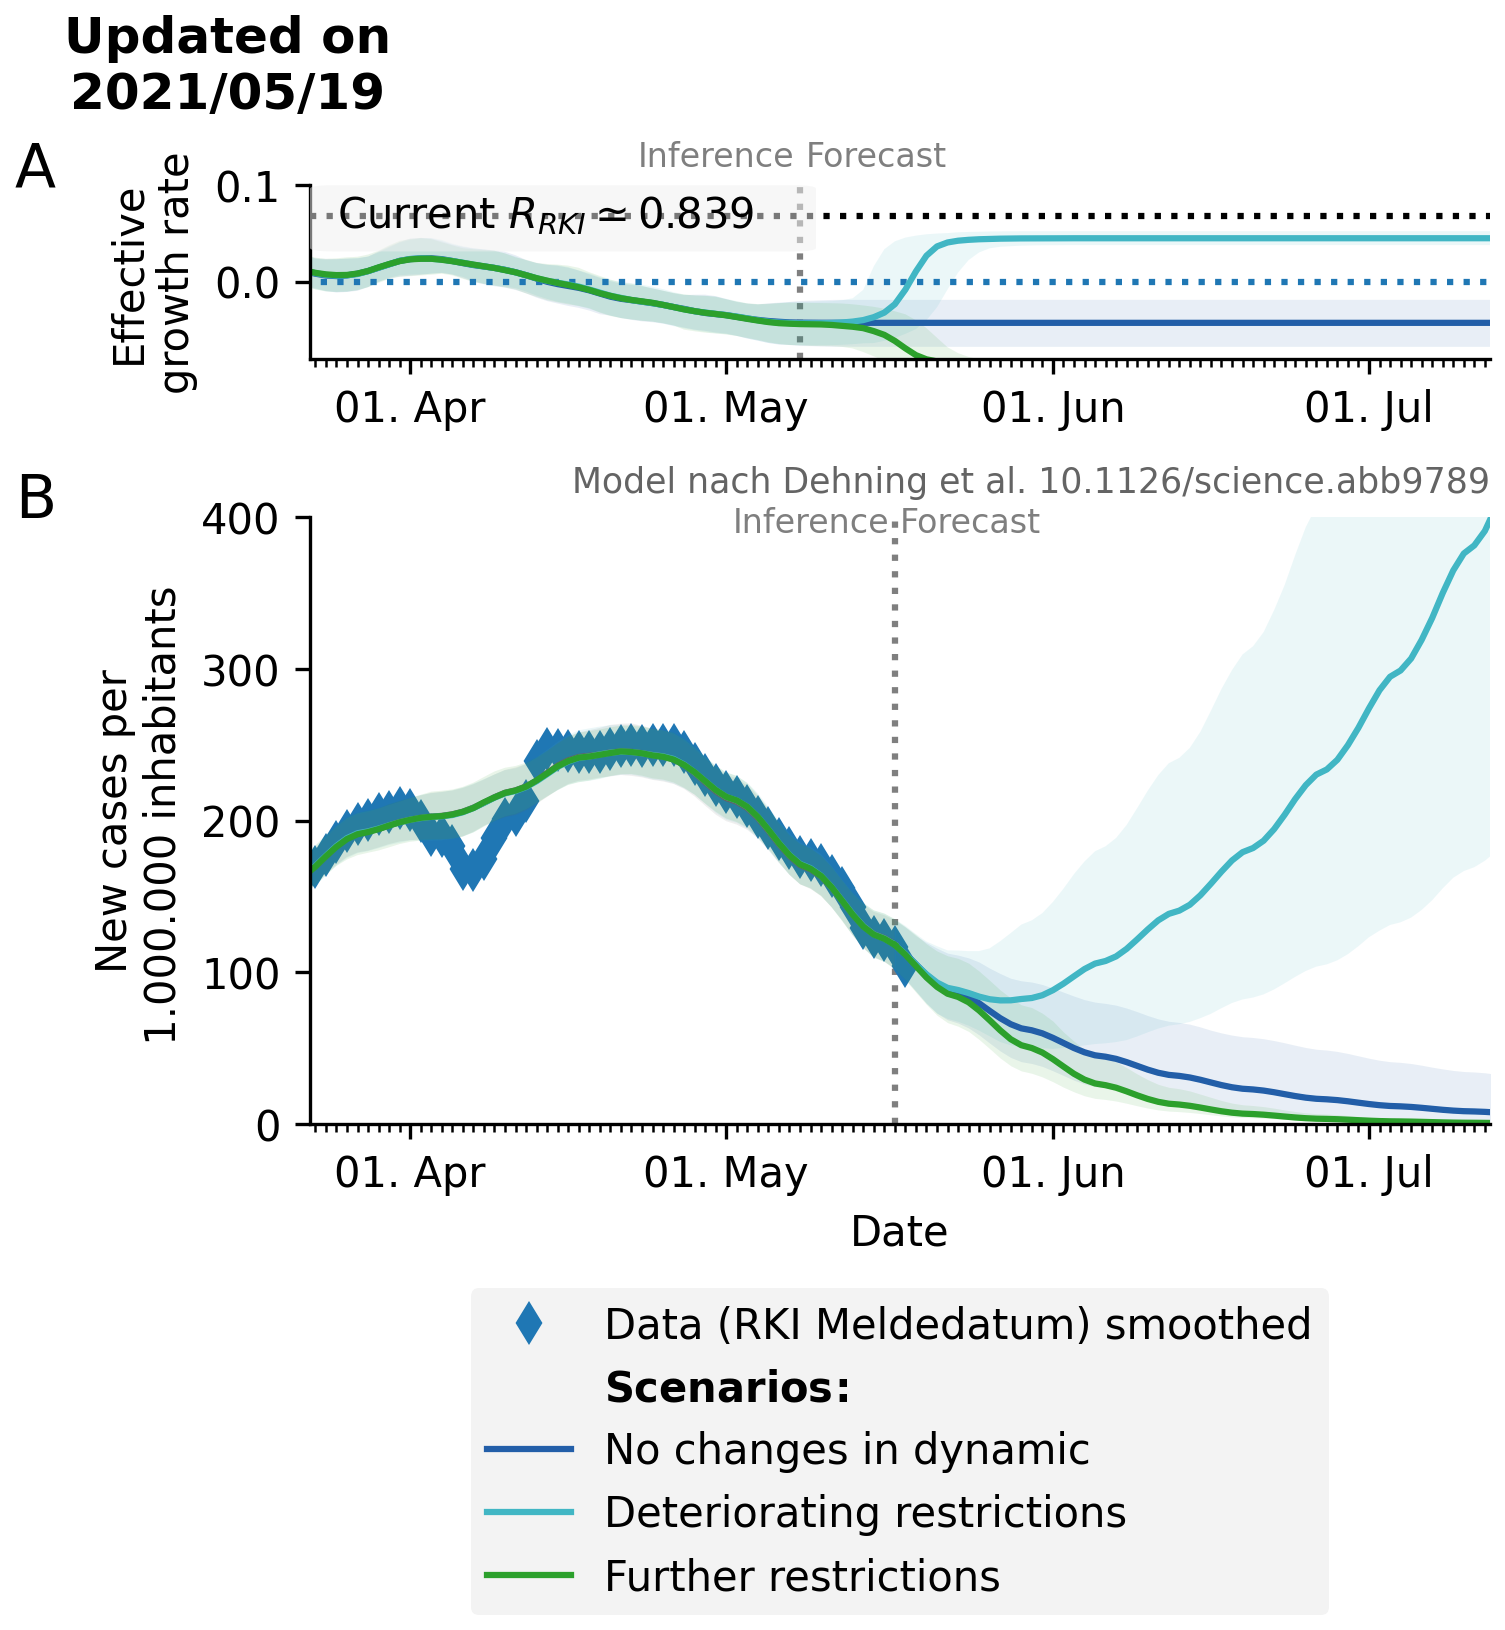 Updated on
2021/05/19
A
Inference Forecast
Effective
growth rate
0.1
0.0
Current R_RKI ≃ 0.839
01. Apr 01. May 01. Jun 01. Jul
B
Model nach Dehning et al. 10.1126/science.abb9789
Inference Forecast
New cases per
1.000.000 inhabitants
400
300
200
100
0
01. Apr 01. May 01. Jun 01. Jul
Date
Data (RKI Meldedatum) smoothed
Scenarios:
No changes in dynamic
Deteriorating restrictions
Further restrictions